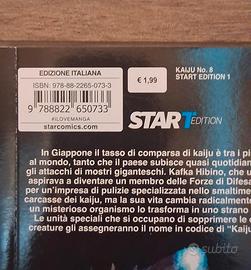 EDIZIONE ITALIANA
ISBN: 978-88-2265-073-3
9 788822 650733
#ILOVEMANGA
starcomics.com
€ 1,99
KAIJU No. 8
START EDITION 1
START EDITION
In Giappone il tasso di comparsa di kaiju è tra i pi
al mondo, tanto che il paese subisce quasi quotidian
gli attacchi di mostri giganteschi. Kafka Hibino, che u
aspirava a diventare un membro delle Forze di Difesa
per un'impresa di pulizie specializzata nello smaltime
carcasse dei kaiju, ma la sua vita cambia radicalmente
un misterioso organismo lo trasforma in uno strano
Le unità speciali che si occupano di sopprimere le
creature gli assegneranno il nome in codice di "Kaiju
subito